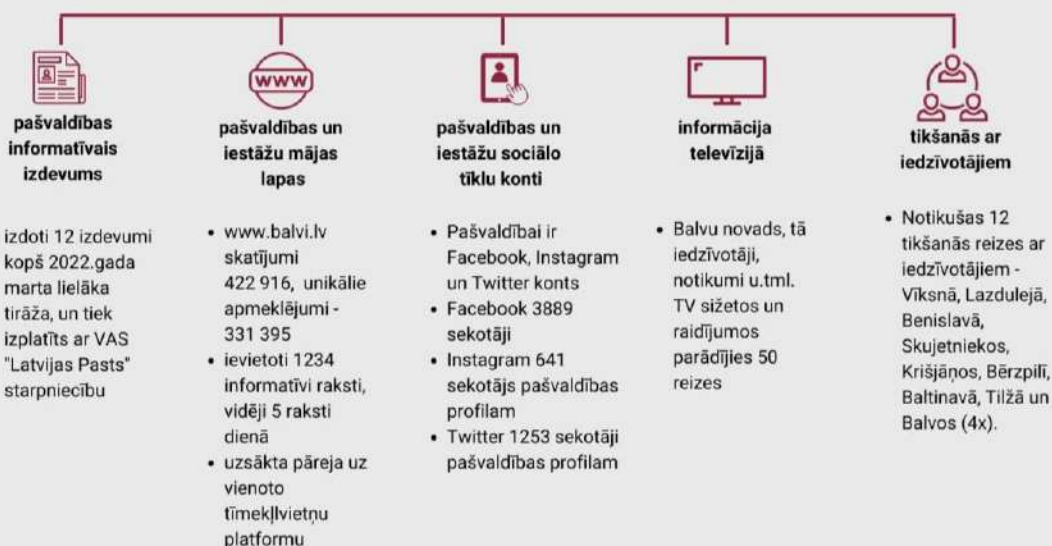 WWW
pašvaldības
informatīvais
izdevums
izdoti 12 izdevumi
kopš 2022.gada
marta lielāka
tirāža, un tiek
izplatīts ar VAS
"Latvijas Pasts"
starpniecību
pašvaldības un
iestāžu mājas
lapas
• www.balvi.lv
skatījumi
422 916, unikālie
apmeklējumi -
331 395
• ievietoti 1234
informatīvi raksti,
vidēji 5 raksti
dienā
• uzsākta pāreja uz
vienoto
tīmekļlvietņu
platformu
pašvaldības un
iestāžu sociālo
tīklu konti
• Pašvaldībai ir
Facebook, Instagram
un Twitter konts
• Facebook 3889
sekotāji
• Instagram 641
sekotājs pašvaldības
profilam
• Twitter 1253 sekotāji
pašvaldības profilam
informācija
televīzijā
• Balvu novads, tā
iedzīvotāji,
notikumi u.tml.
TV sižetos un
raidījumos
parādījies 50
reizes
tikšanās ar
iedzīvotājiem
• Notikušas 12
tikšanās reizes ar
iedzīvotājiem -
Vīksnā, Lazdulejā,
Benislavā,
Skujetniekos,
Krišjāņos, Bērzpilī,
Baltinavā, Tilžā un
Balvos (4x).